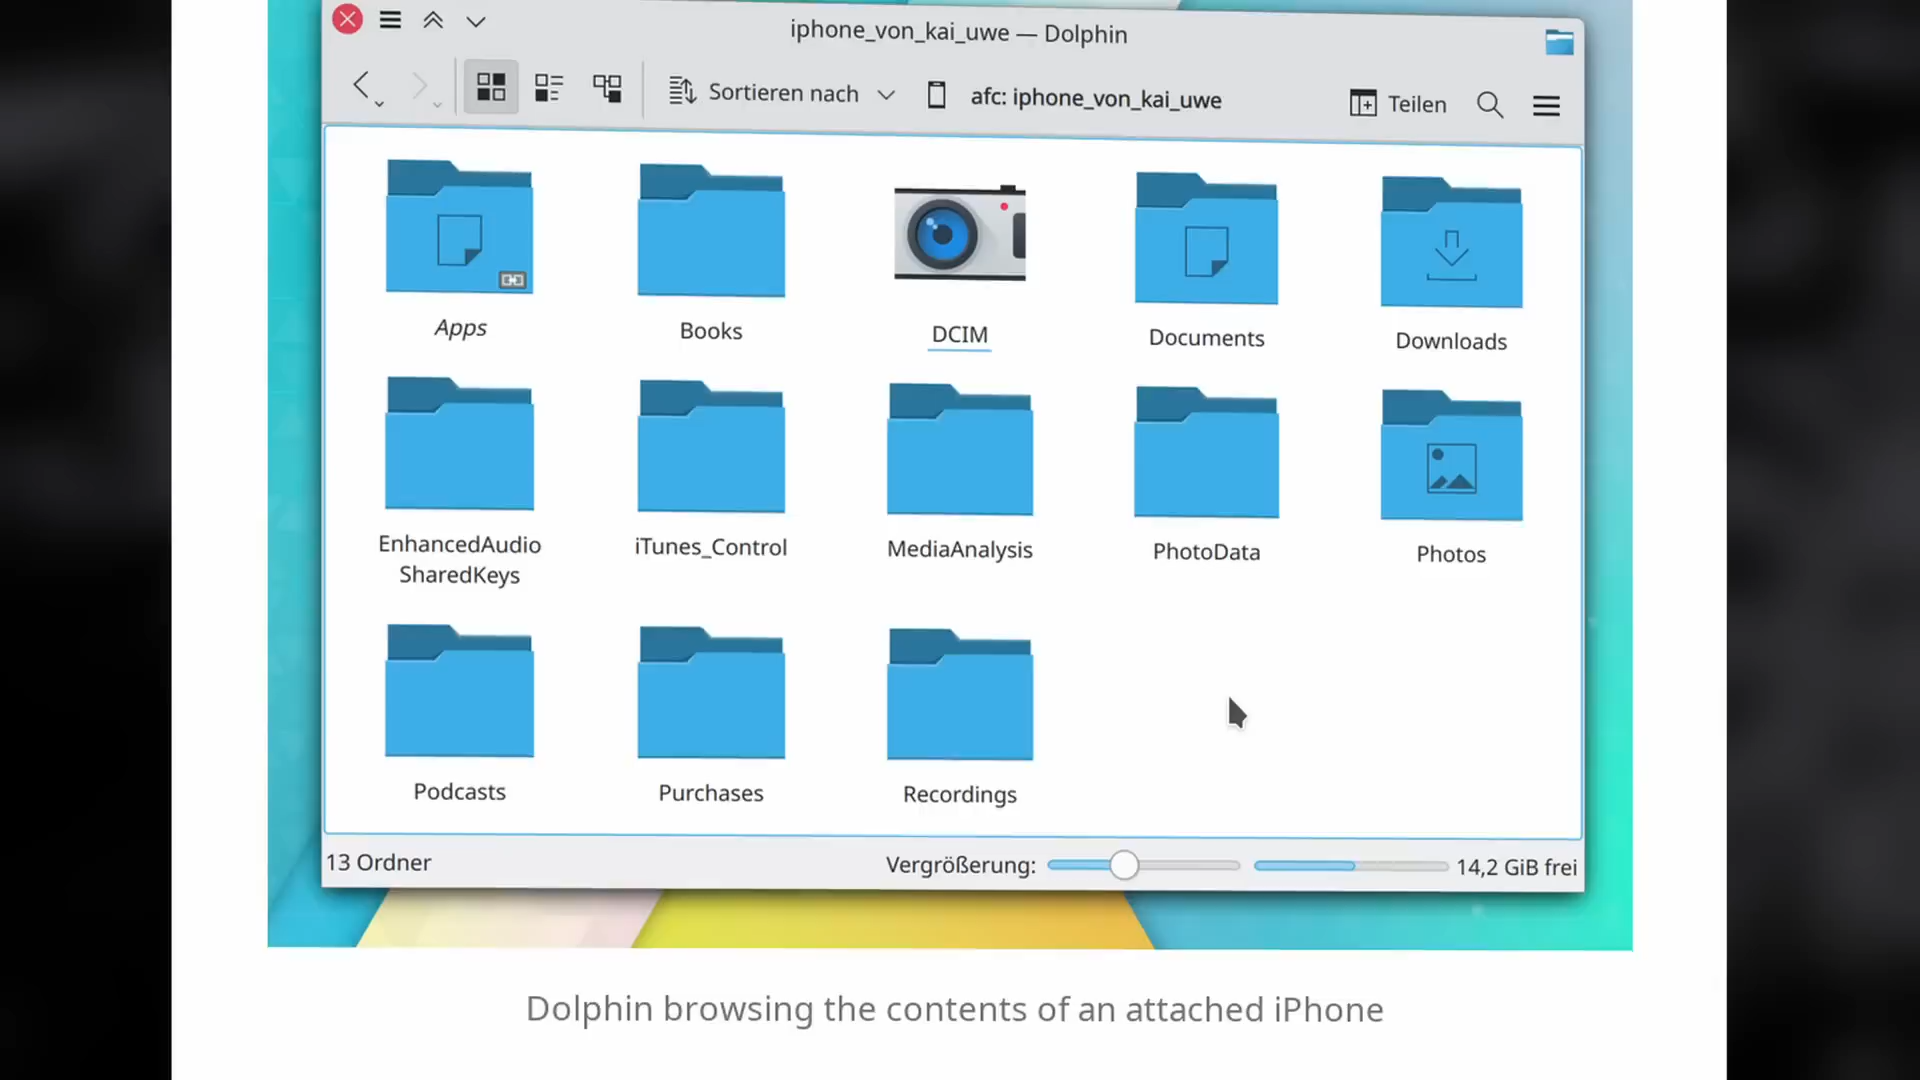 iphone_von_kai_uwe — Dolphin
Sortieren nach
afc: iphone_von_kai_uwe
Teilen
Apps
Books
DCIM
Documents
Downloads
EnhancedAudio
SharedKeys
iTunes_Control
MediaAnalysis
PhotoData
Photos
Podcasts
Purchases
Recordings
13 Ordner
Vergrößerung:
14,2 GiB frei
Dolphin browsing the contents of an attached iPhone